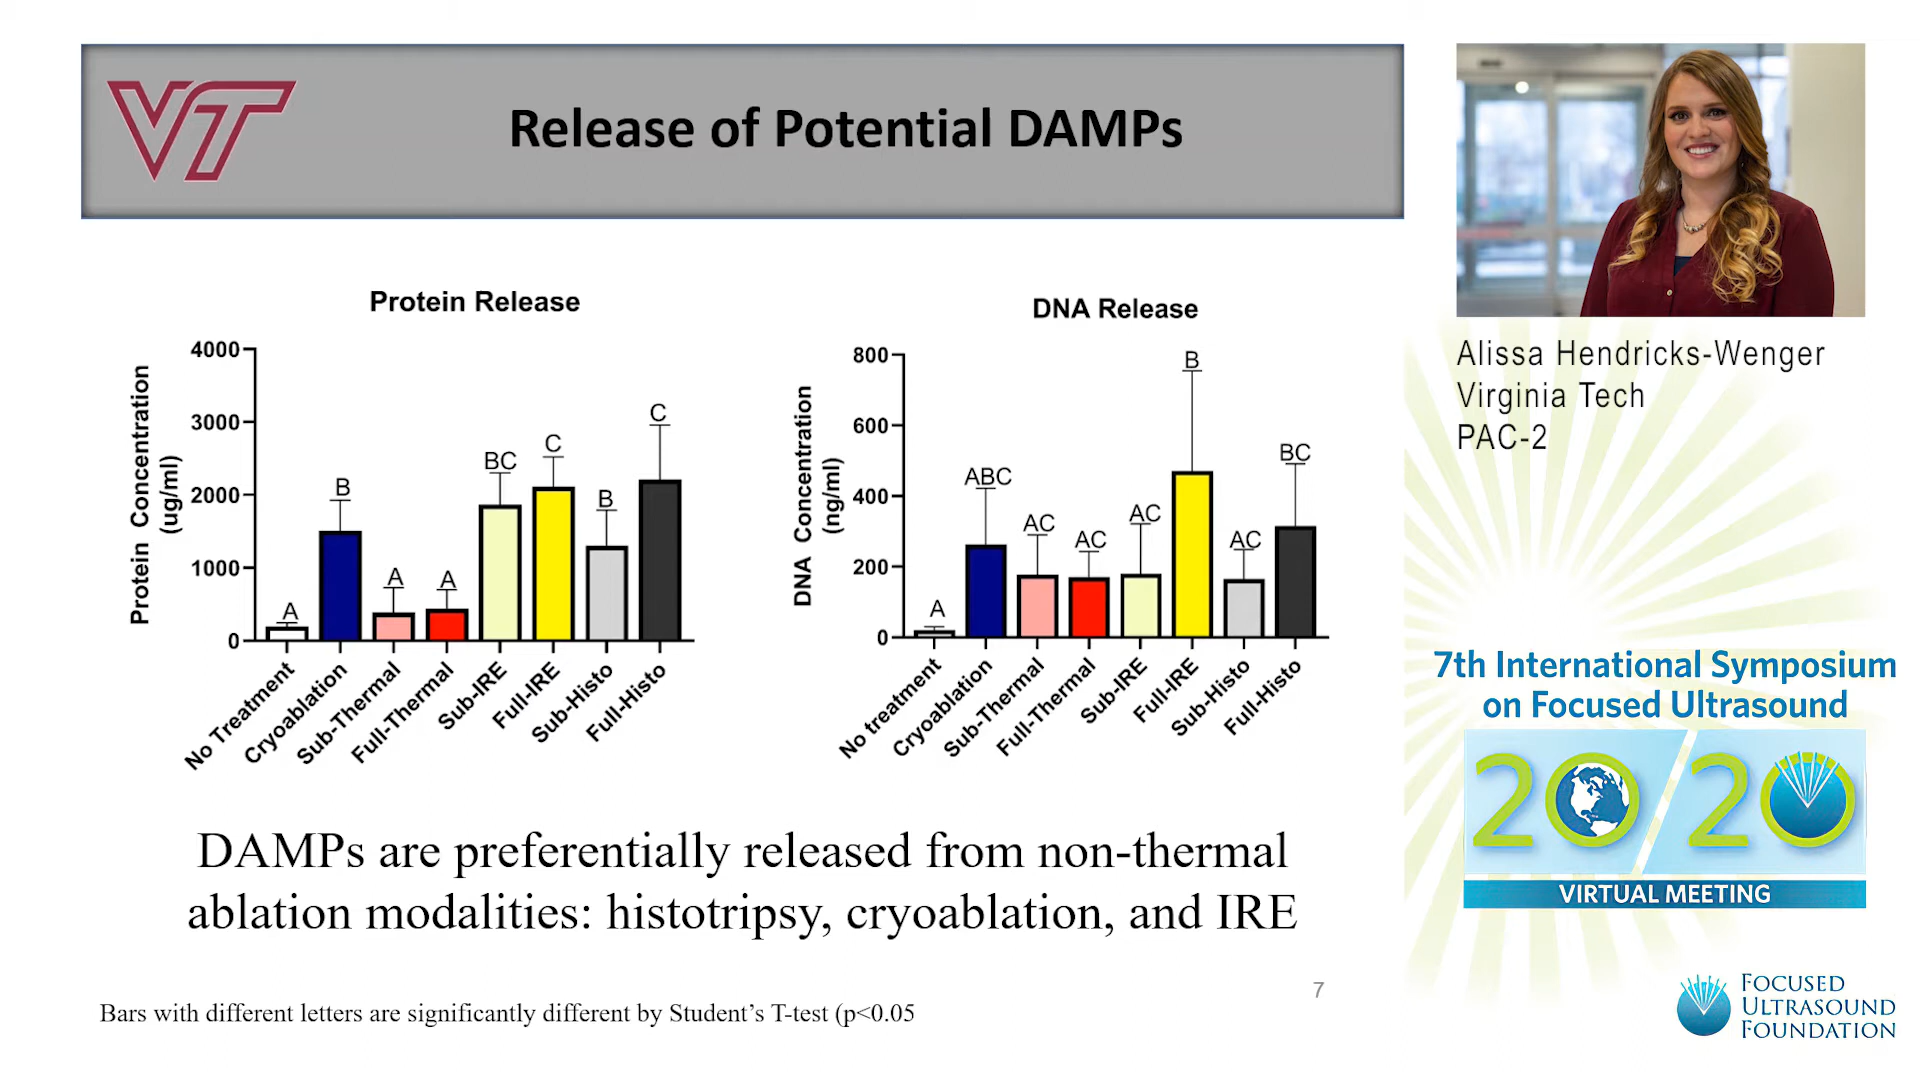 VT
Release of Potential DAMPs
Protein Release
Protein Concentration
(ug/ml)
4000
3000
2000
1000
0
A
B
A
A
BC
C
B
C
No Treatment
Cryoablation
Sub-Thermal
Full-Thermal
Sub-IRE
Full-IRE
Sub-Histo
Full-Histo
DNA Release
DNA Concentration
(ng/ml)
800
600
400
200
0
A
ABC
AC
AC
AC
B
AC
BC
No treatment
Cryoablation
Sub-Thermal
Full-Thermal
Sub-IRE
Full-IRE
Sub-Histo
Full-Histo
DAMPs are preferentially released from non-thermal
ablation modalities: histotripsy, cryoablation, and IRE
7
Bars with different letters are significantly different by Student’s T-test (p<0.05
Alissa Hendricks-Wenger
Virginia Tech
PAC-2
7th International Symposium
on Focused Ultrasound
20/20
VIRTUAL MEETING
FOCUSED
ULTRASOUND
FOUNDATION